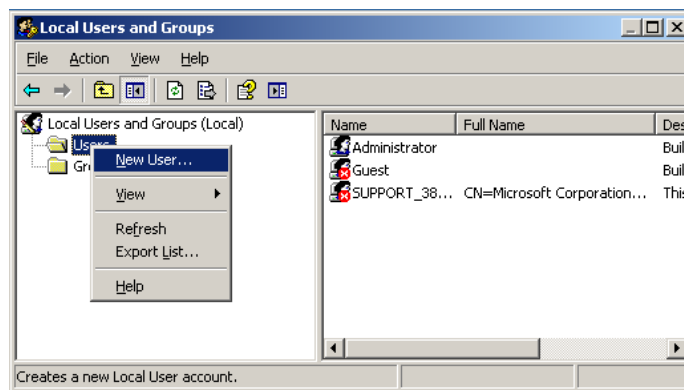 Local Users and Groups
File Action View Help
Local Users and Groups (Local)
Users
New User...
View
Refresh
Export List...
Help
Name Full Name
Administrator
Guest
SUPPORT_38... CN=Microsoft Corporation...
Creates a new Local User account.